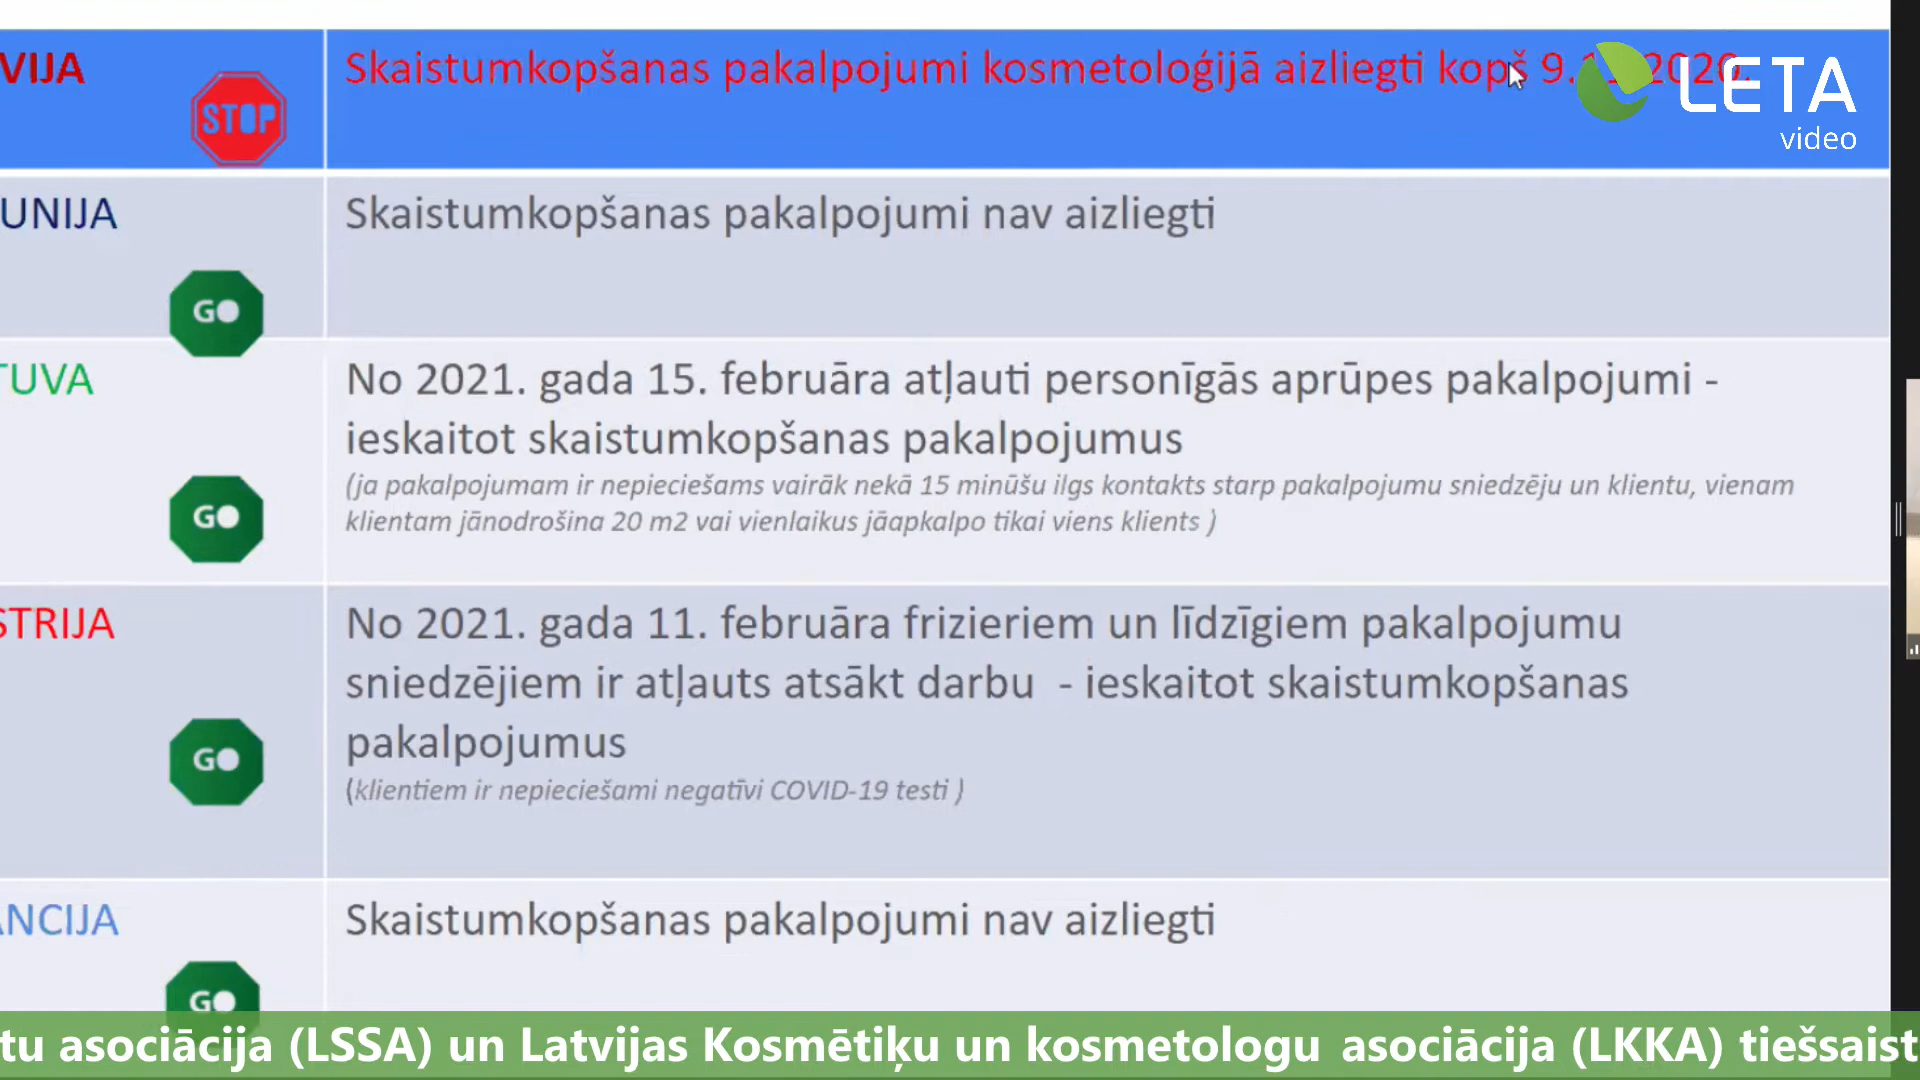 VIJA
STOP
Skaistumkopšanas pakalpojumi kosmetoloģijā aizliegti kopš 9. 2020.
LETA
video
UNIJA
GO
Skaistumkopšanas pakalpojumi nav aizliegti
TUVA
GO
No 2021. gada 15. februāra atļauti personīgās aprūpes pakalpojumi -
ieskaitot skaistumkopšanas pakalpojumus
(ja pakalpojumam ir nepieciešams vairāk nekā 15 minūšu ilgs kontakts starp pakalpojumu sniedzēju un klientu, vienam
klientam jānodrošina 20 m2 vai vienlaikus jāapkalpo tikai viens klients )
STRIJA
GO
No 2021. gada 11. februāra frizieriem un līdzīgiem pakalpojumu
sniedzējiem ir atļauts atsākt darbu - ieskaitot skaistumkopšanas
pakalpojumus
(klientiem ir nepieciešami negatīvi COVID-19 testi )
ANCIJA
GO
Skaistumkopšanas pakalpojumi nav aizliegti
tu asociācija (LSSA) un Latvijas Kosmētiķu un kosmetologu asociācija (LKKA) tiešsaist